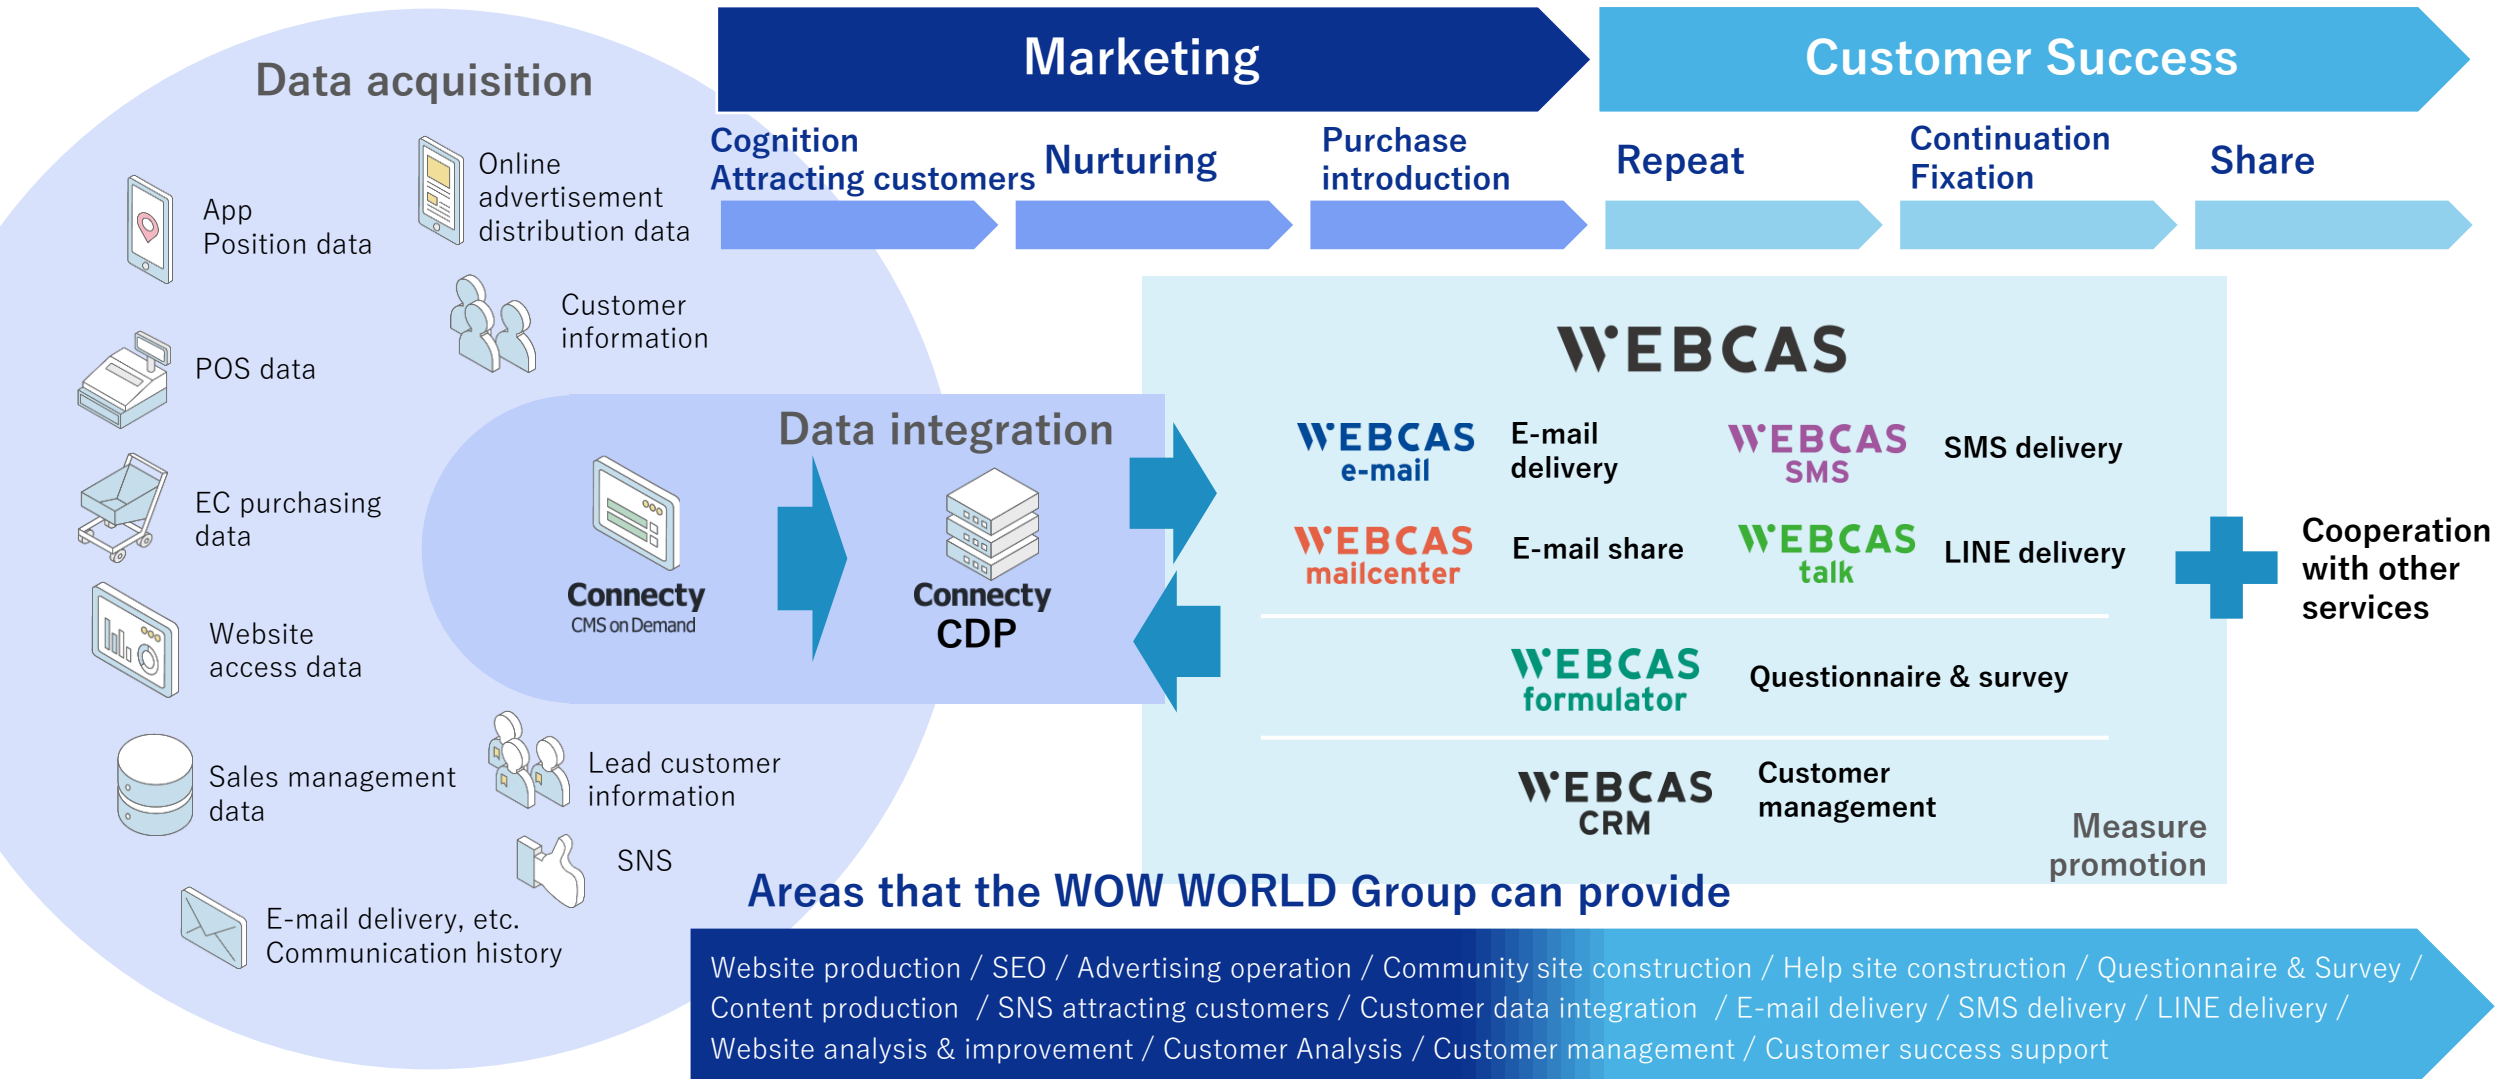 Data acquisition
App
Position data
Online
advertisement
distribution data
Customer
information
POS data
EC purchasing
data
Website
access data
Sales management
data
Lead customer
information
SNS
E-mail delivery, etc.
Communication history
Marketing
Customer Success
Cognition
Attracting customers
Nurturing
Purchase
introduction
Repeat
Continuation
Fixation
Share
Data integration
Connecty
CMS on Demand
Connecty
CDP
WEBCAS
WEBCAS
e-mail
E-mail
delivery
WEBCAS
SMS
SMS delivery
WEBCAS
mailcenter
E-mail share
WEBCAS
talk
LINE delivery
WEBCAS
formulator
Questionnaire & survey
WEBCAS
CRM
Customer
management
Measure
promotion
Cooperation
with other
services
Areas that the WOW WORLD Group can provide
Website production / SEO / Advertising operation / Community site construction / Help site construction / Questionnaire & Survey /
Content production / SNS attracting customers / Customer data integration / E-mail delivery / SMS delivery / LINE delivery /
Website analysis & improvement / Customer Analysis / Customer management / Customer success support